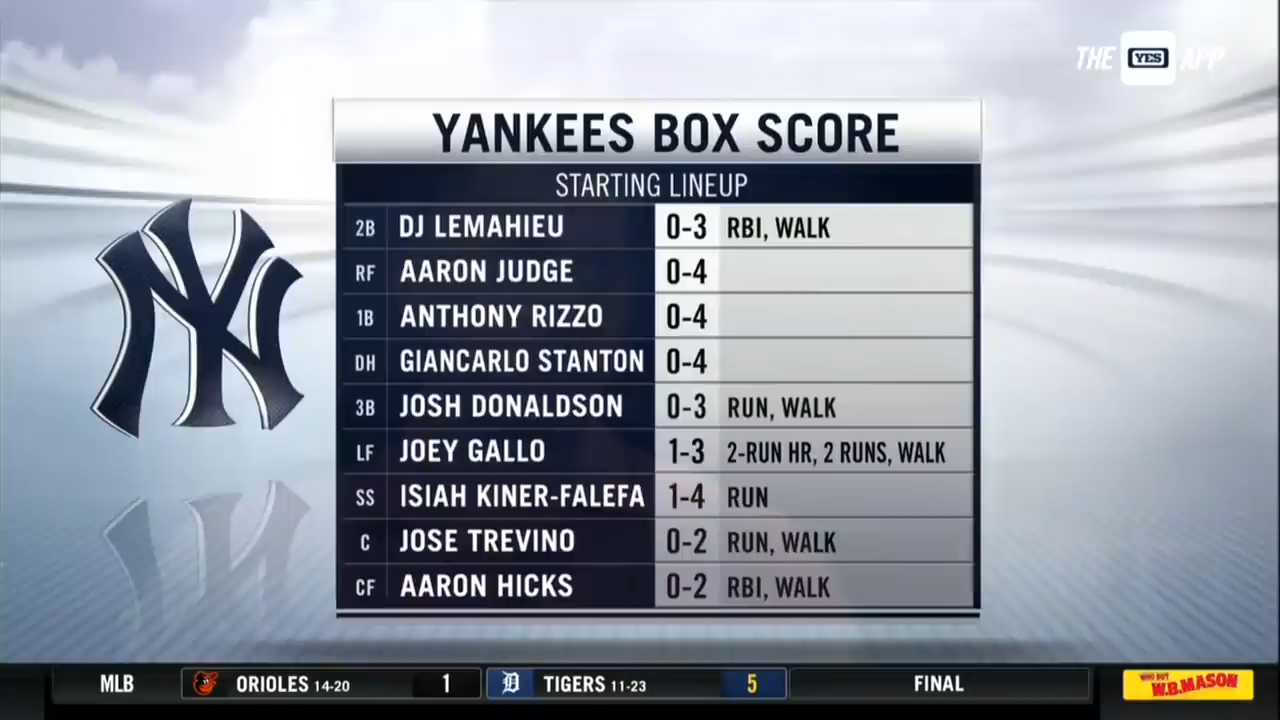 THE YES APP
YANKEES BOX SCORE
STARTING LINEUP
2B DJ LEMAHIEU 0-3 RBI, WALK
RF AARON JUDGE 0-4
1B ANTHONY RIZZO 0-4
DH GIANCARLO STANTON 0-4
3B JOSH DONALDSON 0-3 RUN, WALK
LF JOEY GALLO 1-3 2-RUN HR, 2 RUNS, WALK
SS ISIAH KINER-FALEFA 1-4 RUN
C JOSE TREVINO 0-2 RUN, WALK
CF AARON HICKS 0-2 RBI, WALK
NY
MLB ORIOLES 14-20 1 D TIGERS 11-23 5 FINAL
WHO BUT
W.B.MASON